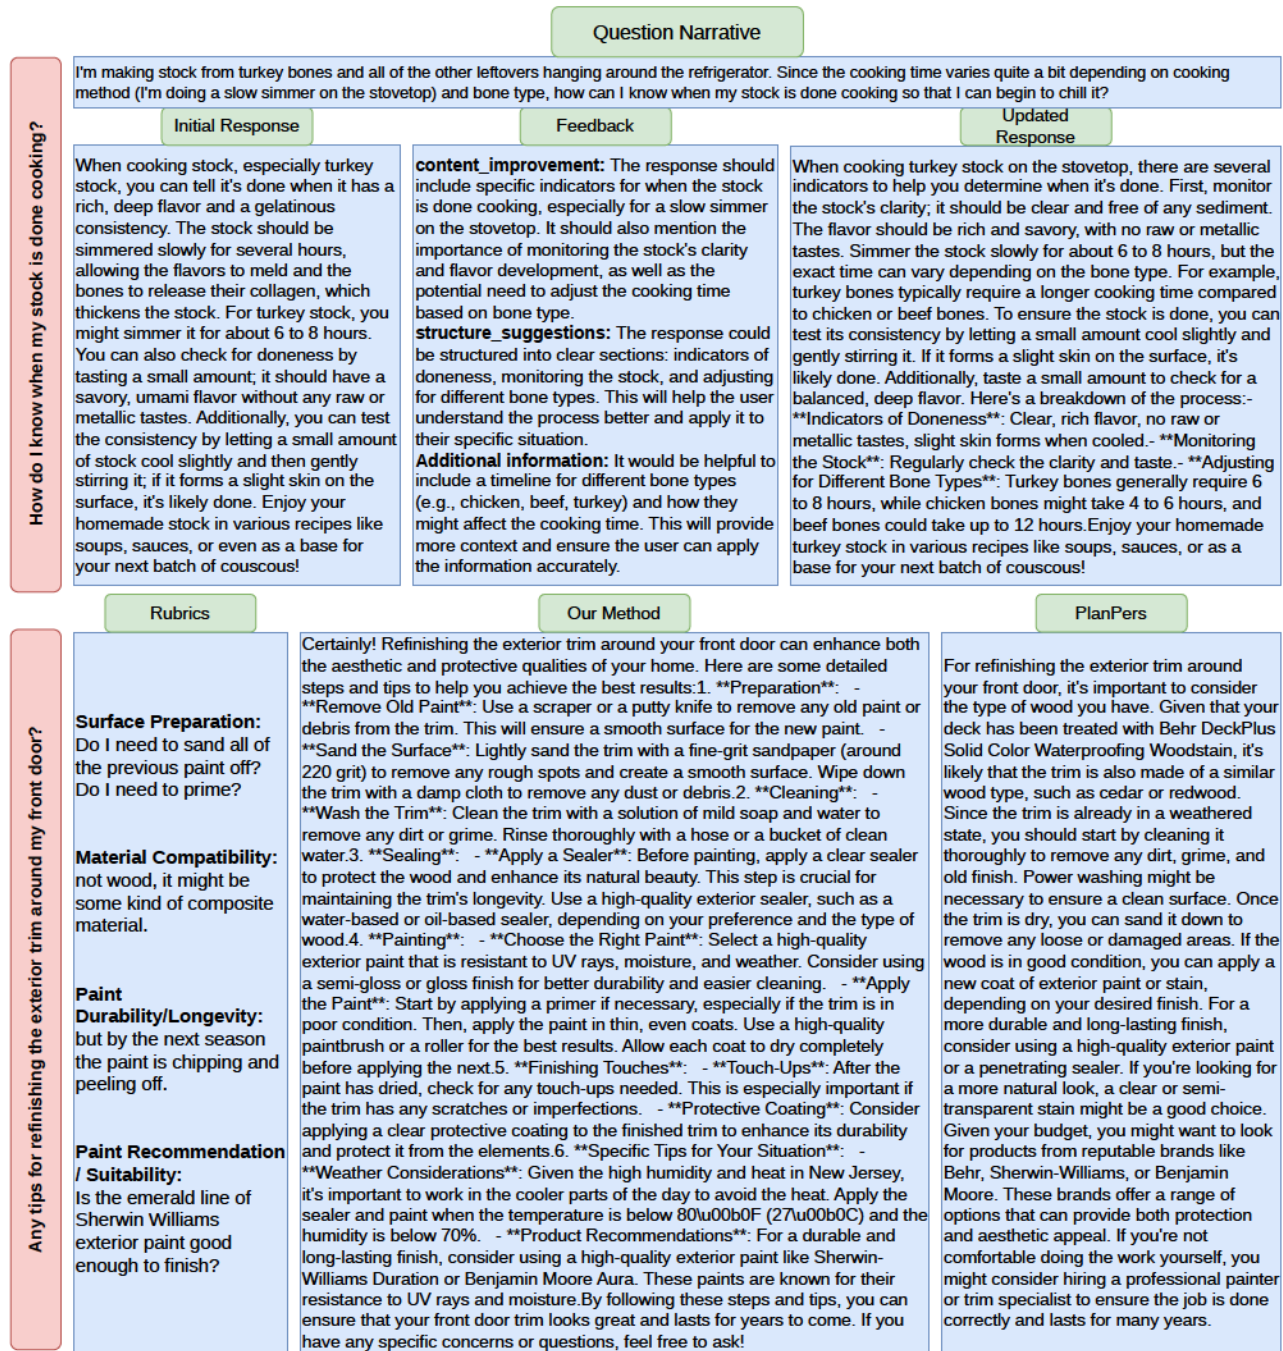 Question Narrative
How do I know when my stock is done cooking?
I'm making stock from turkey bones and all of the other leftovers hanging around the refrigerator. Since the cooking time varies quite a bit depending on cooking
method (I'm doing a slow simmer on the stovetop) and bone type, how can I know when my stock is done cooking so that I can begin to chill it?
Initial Response
When cooking stock, especially turkey
stock, you can tell it's done when it has a
rich, deep flavor and a gelatinous
consistency. The stock should be
simmered slowly for several hours,
allowing the flavors to meld and the
bones to release their collagen, which
thickens the stock. For turkey stock, you
might simmer it for about 6 to 8 hours.
You can also check for doneness by
tasting a small amount; it should have a
savory, umami flavor without any raw or
metallic tastes. Additionally, you can test
the consistency by letting a small amount
of stock cool slightly and then gently
stirring it; if it forms a slight skin on the
surface, it's likely done. Enjoy your
homemade stock in various recipes like
soups, sauces, or even as a base for
your next batch of couscous!
Feedback
content_improvement: The response should
include specific indicators for when the stock
is done cooking, especially for a slow simmer
on the stovetop. It should also mention the
importance of monitoring the stock's clarity
and flavor development, as well as the
potential need to adjust the cooking time
based on bone type.
structure_suggestions: The response could
be structured into clear sections: indicators of
doneness, monitoring the stock, and adjusting
for different bone types. This will help the user
understand the process better and apply it to
their specific situation.
Additional information: It would be helpful to
include a timeline for different bone types
(e.g., chicken, beef, turkey) and how they
might affect the cooking time. This will provide
more context and ensure the user can apply
the information accurately.
Updated
Response
When cooking turkey stock on the stovetop, there are several
indicators to help you determine when it's done. First, monitor
the stock's clarity; it should be clear and free of any sediment.
The flavor should be rich and savory, with no raw or metallic
tastes. Simmer the stock slowly for about 6 to 8 hours, but the
exact time can vary depending on the bone type. For example,
turkey bones typically require a longer cooking time compared
to chicken or beef bones. To ensure the stock is done, you can
test its consistency by letting a small amount cool slightly and
gently stirring it. If it forms a slight skin on the surface, it's
likely done. Additionally, taste a small amount to check for a
balanced, deep flavor. Here's a breakdown of the process:-
**Indicators of Doneness**: Clear, rich flavor, no raw or
metallic tastes, slight skin forms when cooled.- **Monitoring
the Stock**: Regularly check the clarity and taste.- **Adjusting
for Different Bone Types**: Turkey bones generally require 6
to 8 hours, while chicken bones might take 4 to 6 hours, and
beef bones could take up to 12 hours.Enjoy your homemade
turkey stock in various recipes like soups, sauces, or as a
base for your next batch of couscous!
Any tips for refinishing the exterior trim around my front door?
Rubrics
Surface Preparation:
Do I need to sand all of
the previous paint off?
Do I need to prime?
Material Compatibility:
not wood, it might be
some kind of composite
material.
Paint
Durability/Longevity:
but by the next season
the paint is chipping and
peeling off.
Paint Recommendation
/ Suitability:
Is the emerald line of
Sherwin Williams
exterior paint good
enough to finish?
Our Method
Certainly! Refinishing the exterior trim around your front door can enhance both
the aesthetic and protective qualities of your home. Here are some detailed
steps and tips to help you achieve the best results:1. **Preparation**: -
**Remove Old Paint**: Use a scraper or a putty knife to remove any old paint or
debris from the trim. This will ensure a smooth surface for the new paint. -
**Sand the Surface**: Lightly sand the trim with a fine-grit sandpaper (around
220 grit) to remove any rough spots and create a smooth surface. Wipe down
the trim with a damp cloth to remove any dust or debris.2. **Cleaning**: -
**Wash the Trim**: Clean the trim with a solution of mild soap and water to
remove any dirt or grime. Rinse thoroughly with a hose or a bucket of clean
water.3. **Sealing**: - **Apply a Sealer**: Before painting, apply a clear sealer
to protect the wood and enhance its natural beauty. This step is crucial for
maintaining the trim's longevity. Use a high-quality exterior sealer, such as a
water-based or oil-based sealer, depending on your preference and the type of
wood.4. **Painting**: - **Choose the Right Paint**: Select a high-quality
exterior paint that is resistant to UV rays, moisture, and weather. Consider using
a semi-gloss or gloss finish for better durability and easier cleaning. - **Apply
the Paint**: Start by applying a primer if necessary, especially if the trim is in
poor condition. Then, apply the paint in thin, even coats. Use a high-quality
paintbrush or a roller for the best results. Allow each coat to dry completely
before applying the next.5. **Finishing Touches**: - **Touch-Ups**: After the
paint has dried, check for any touch-ups needed. This is especially important if
the trim has any scratches or imperfections. - **Protective Coating**: Consider
applying a clear protective coating to the finished trim to enhance its durability
and protect it from the elements.6. **Specific Tips for Your Situation**: -
**Weather Considerations**: Given the high humidity and heat in New Jersey,
it's important to work in the cooler parts of the day to avoid the heat. Apply the
sealer and paint when the temperature is below 80\u00b0F (27\u00b0C) and the
humidity is below 70%. - **Product Recommendations**: For a durable and
long-lasting finish, consider using a high-quality exterior paint like Sherwin-
Williams Duration or Benjamin Moore Aura. These paints are known for their
resistance to UV rays and moisture.By following these steps and tips, you can
ensure that your front door trim looks great and lasts for years to come. If you
have any specific concerns or questions, feel free to ask!
PlanPers
For refinishing the exterior trim around
your front door, it's important to consider
the type of wood you have. Given that your
deck has been treated with Behr DeckPlus
Solid Color Waterproofing Woodstain, it's
likely that the trim is also made of a similar
wood type, such as cedar or redwood.
Since the trim is already in a weathered
state, you should start by cleaning it
thoroughly to remove any dirt, grime, and
old finish. Power washing might be
necessary to ensure a clean surface. Once
the trim is dry, you can sand it down to
remove any loose or damaged areas. If the
wood is in good condition, you can apply a
new coat of exterior paint or stain,
depending on your desired finish. For a
more durable and long-lasting finish,
consider using a high-quality exterior paint
or a penetrating sealer. If you're looking for
a more natural look, a clear or semi-
transparent stain might be a good choice.
Given your budget, you might want to look
for products from reputable brands like
Behr, Sherwin-Williams, or Benjamin
Moore. These brands offer a range of
options that can provide both protection
and aesthetic appeal. If you're not
comfortable doing the work yourself, you
might consider hiring a professional painter
or trim specialist to ensure the job is done
correctly and lasts for many years.